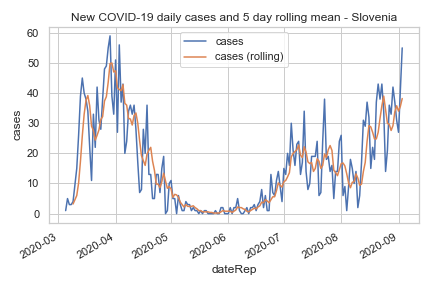 New COVID-19 daily cases and 5 day rolling mean - Slovenia
60
50
40
30
20
10
0
cases
cases
cases (rolling)
2020-03
2020-04
2020-05
2020-06
2020-07
2020-08
2020-09
dateRep